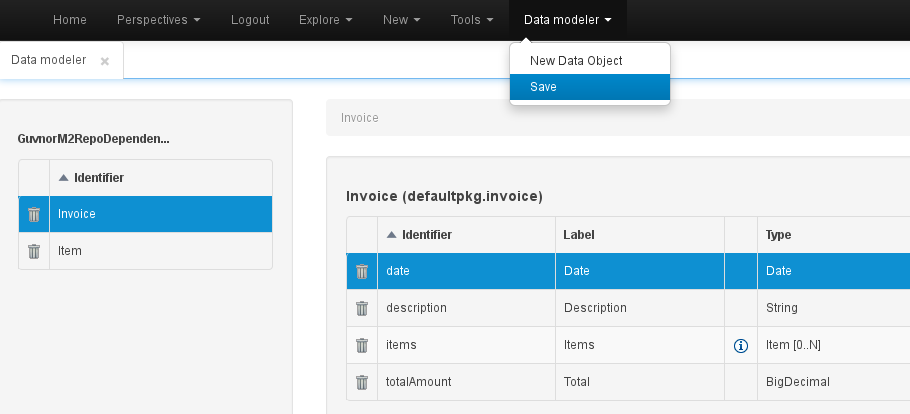 Home Perspectives Logout Explore New Tools Data modeler
New Data Object
Save
Data modeler
GuvnorM2RepoDependen...
Identifier
Invoice
Item
Invoice
Invoice (defaultpkg.invoice)
Identifier Label Type
date Date Date
description Description String
items Items Item [0..N]
totalAmount Total BigDecimal